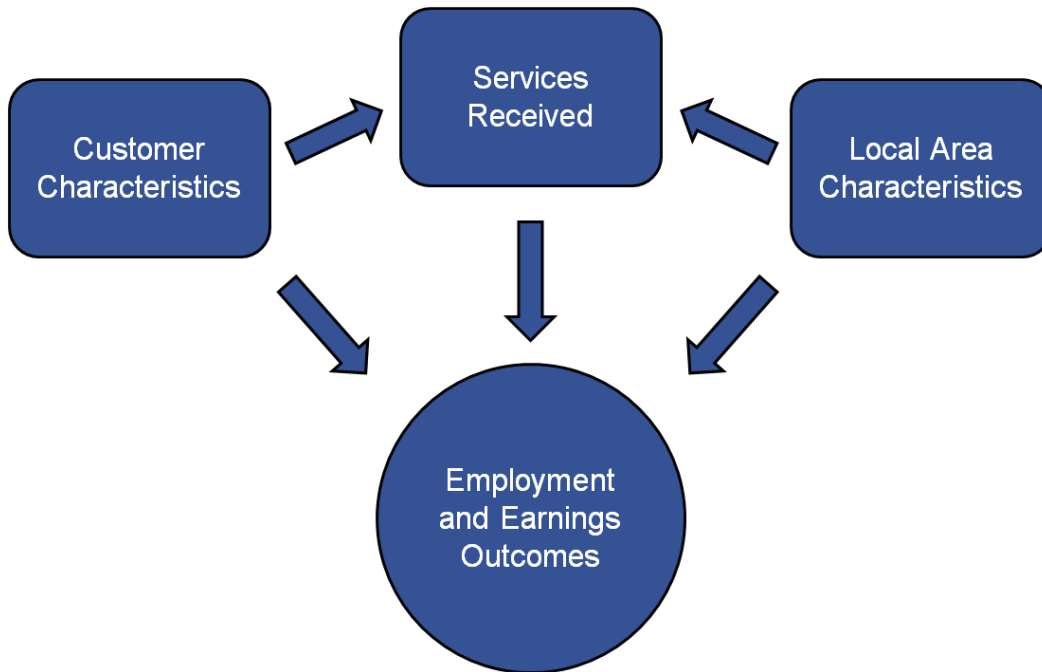 Services
Received
Customer
Characteristics
Local Area
Characteristics
Employment
and Earnings
Outcomes